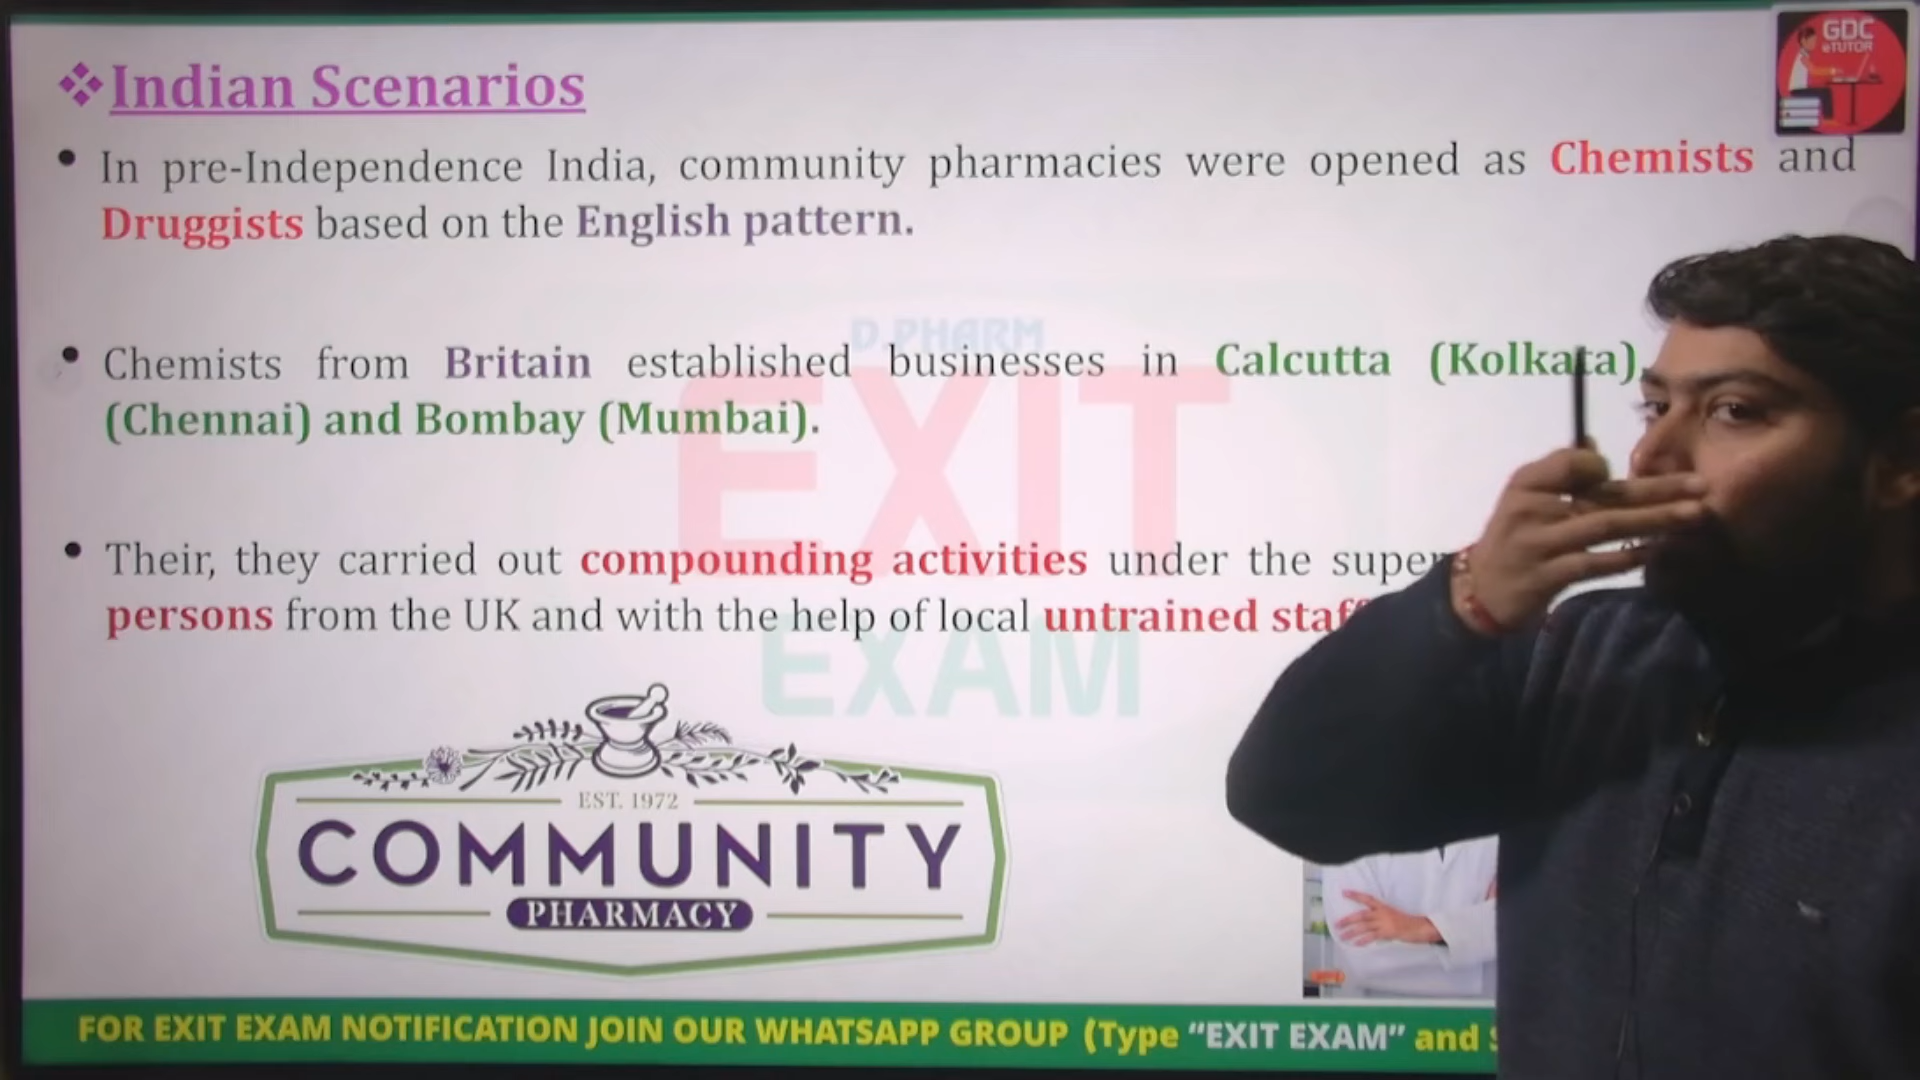 GDC
eTUTOR
❖Indian Scenarios
• In pre-Independence India, community pharmacies were opened as Chemists and
Druggists based on the English pattern.
D.PHARM
EXIT
EXAM
• Chemists from Britain established businesses in Calcutta (Kolkata),
(Chennai) and Bombay (Mumbai).
• Their, they carried out compounding activities under the
persons from the UK and with the help of local untrained
EST. 1972
COMMUNITY
PHARMACY
FOR EXIT EXAM NOTIFICATION JOIN OUR WHATSAPP GROUP (Type “EXIT EXAM” and